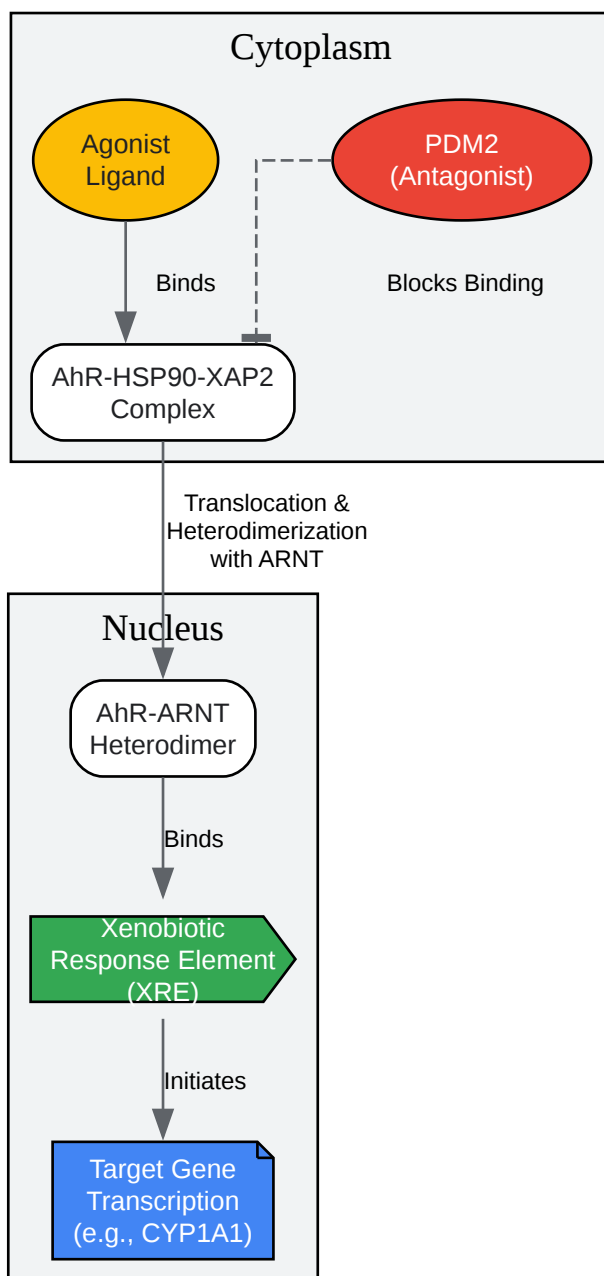 Cytoplasm
Agonist
Ligand
PDM2
(Antagonist)
Binds
Blocks Binding
AhR-HSP90-XAP2
Complex
Translocation &
Heterodimerization
with ARNT
Nucleus
AhR-ARNT
Heterodimer
Binds
Xenobiotic
Response Element
(XRE)
Initiates
Target Gene
Transcription
(e.g., CYP1A1)